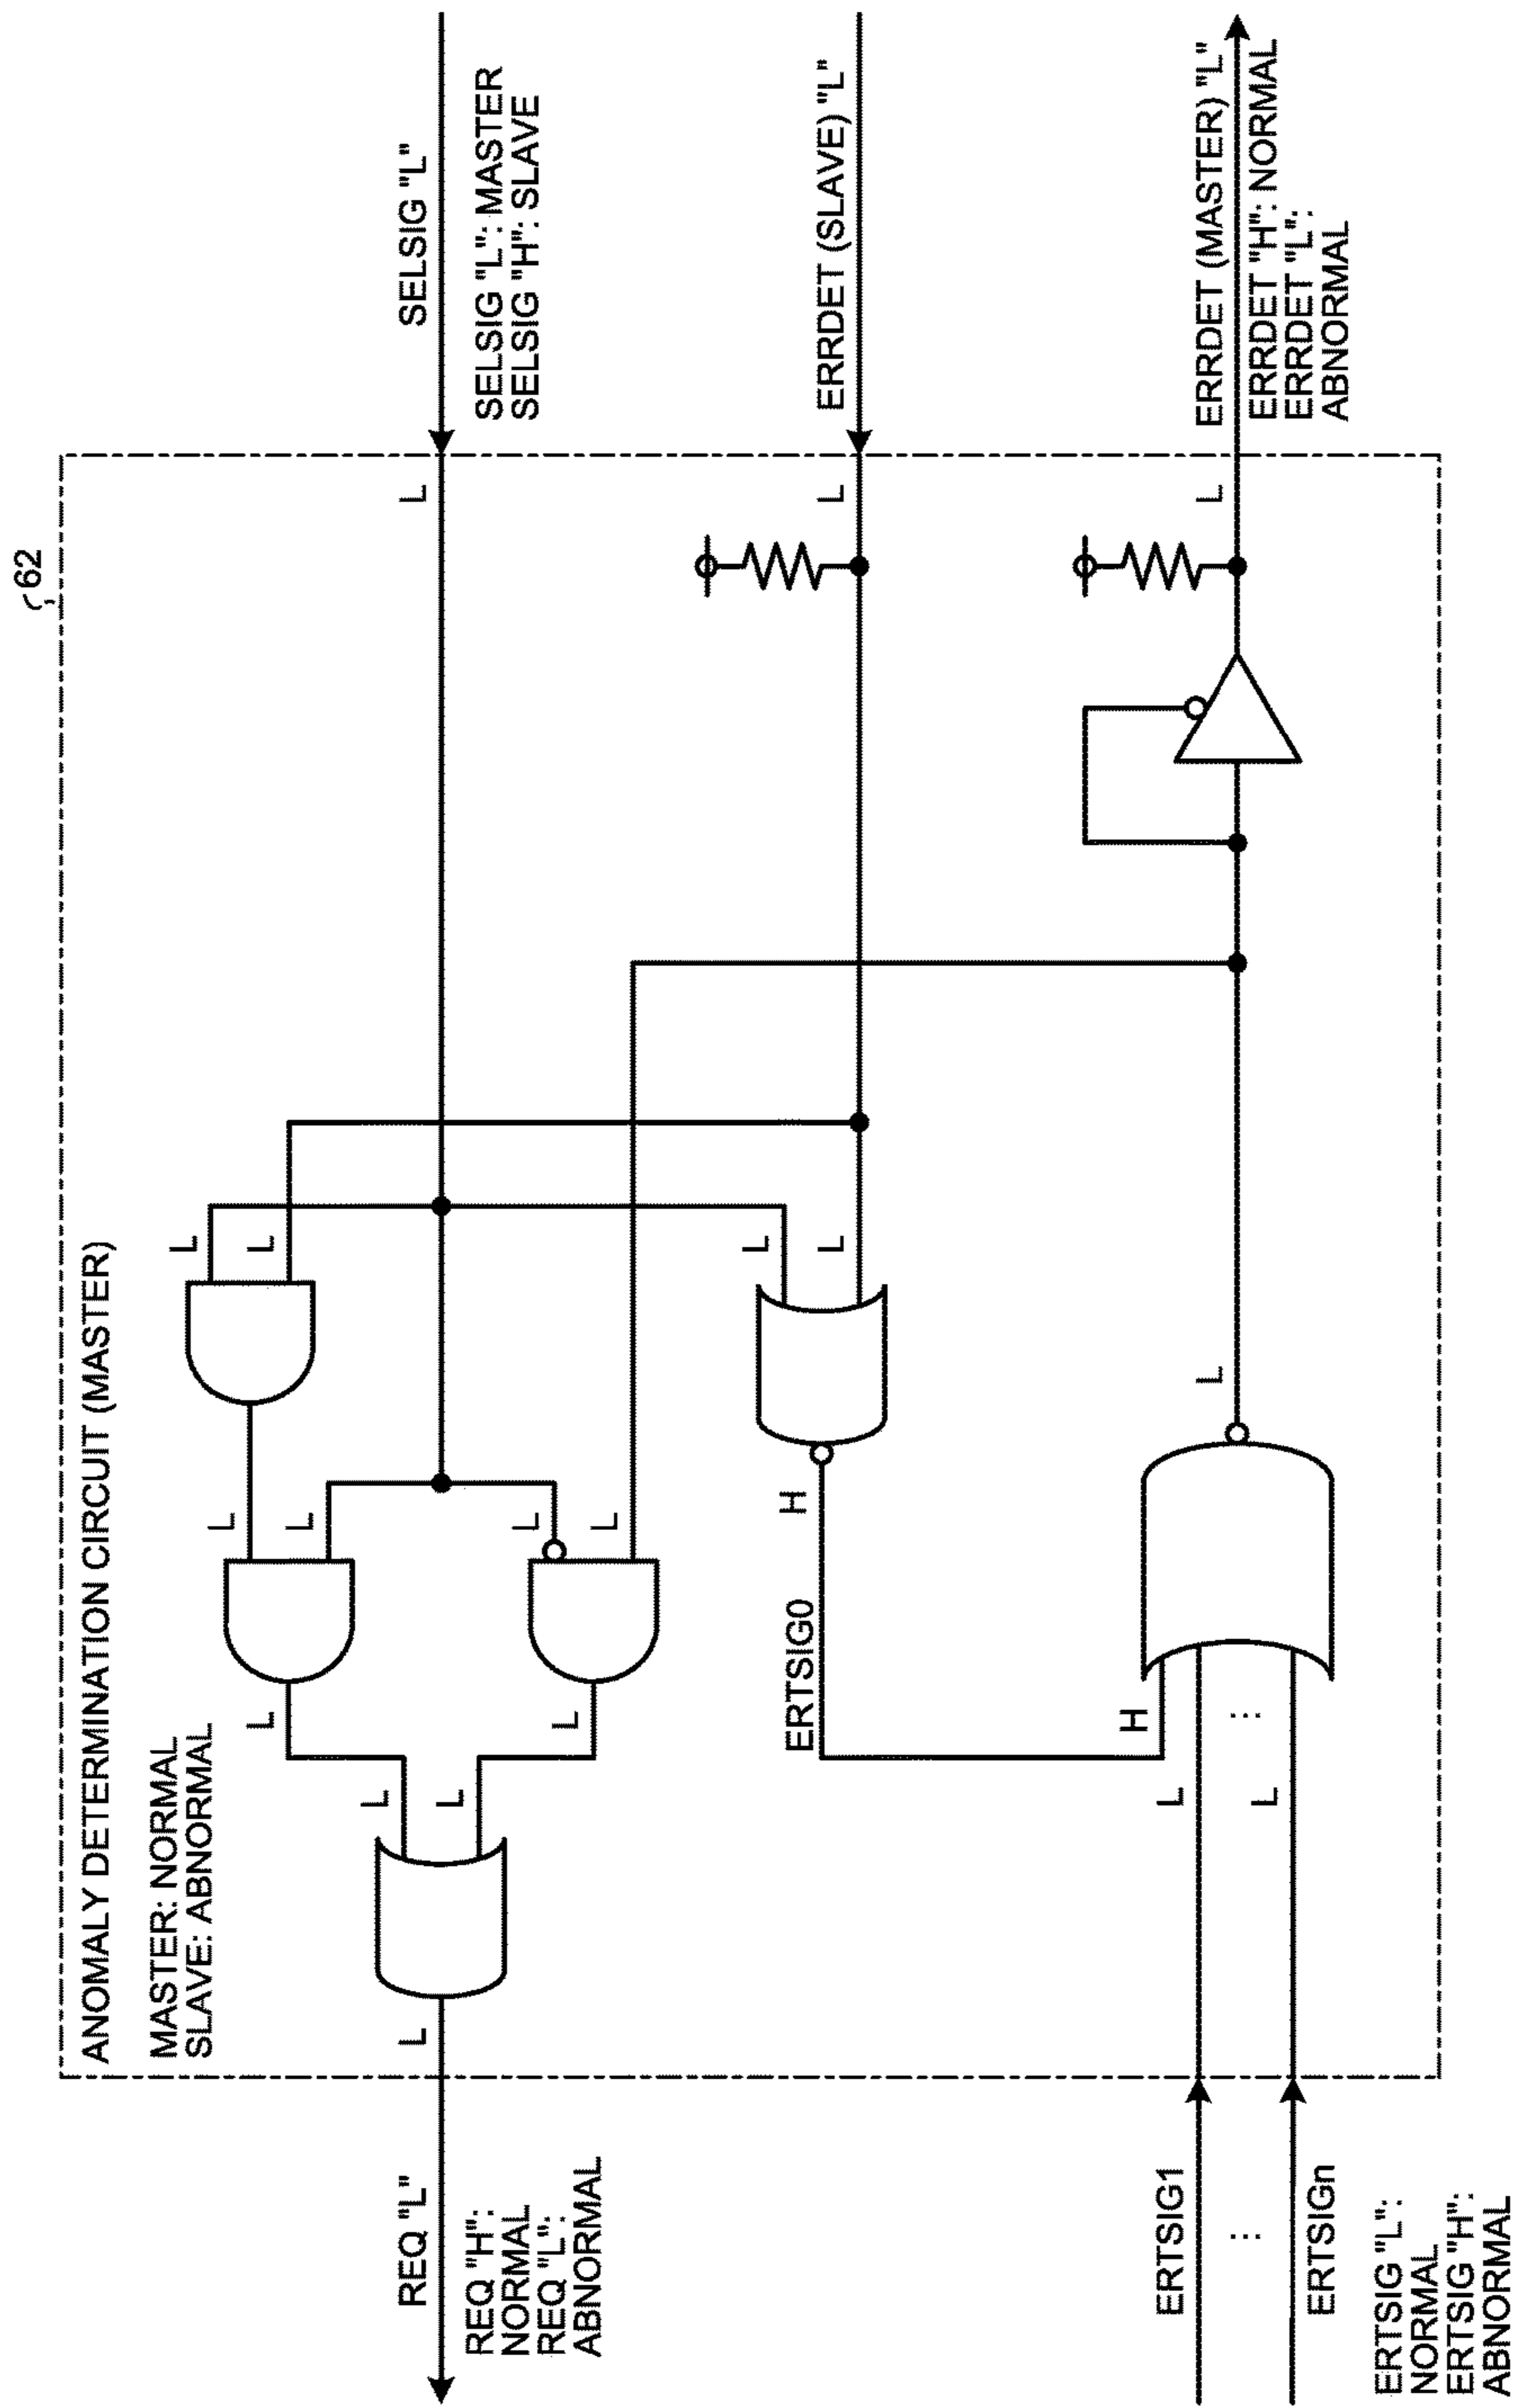 62
ANOMALY DETERMINATION CIRCUIT (MASTER)
MASTER: NORMAL
SLAVE: ABNORMAL
REQ "L"
REQ "H":
NORMAL
REQ "L":
ABNORMAL
L
L
L
L
L
L
L
L
L
L
L
L
SELSIG "L"
SELSIG "L": MASTER
SELSIG "H": SLAVE
ERTSIG0
H
L
L
L
ERRDET (SLAVE) "L"
ERTSIG1
...
ERTSIGn
ERTSIG "L":
NORMAL
ERTSIG "H":
ABNORMAL
H
L
...
L
L
L
ERRDET (MASTER) "L"
ERRDET "H": NORMAL
ERRDET "L":
ABNORMAL